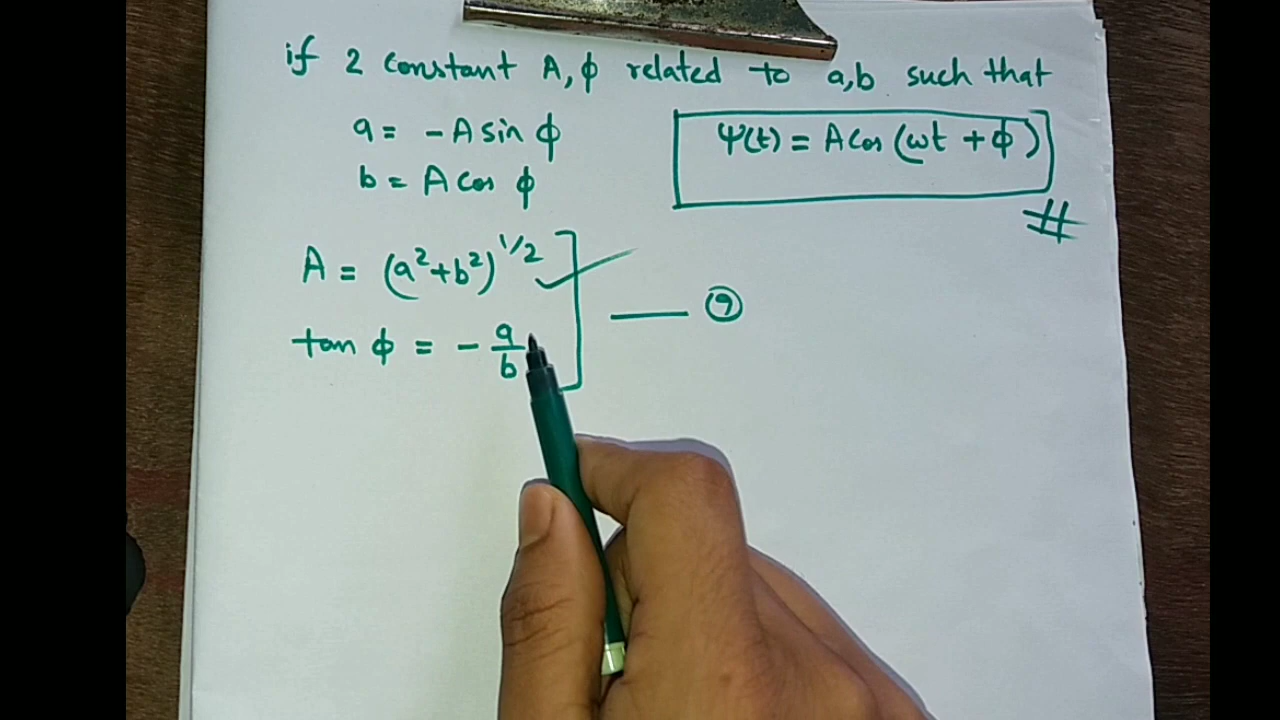 if 2 constant A, φ related to a,b such that
a = -A sin φ
ψ(t) = A cos (ωt + φ)
b = A cos φ
#
A = (a²+b²)^1/2
⑨
tan φ = - a/b